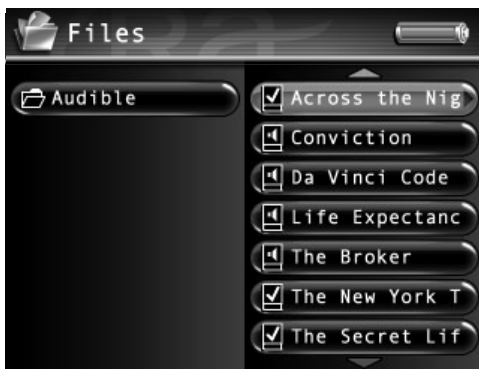 Files
Audible
Across the Nig
Conviction
Da Vinci Code
Life Expectanc
The Broker
The New York T
The Secret Lif